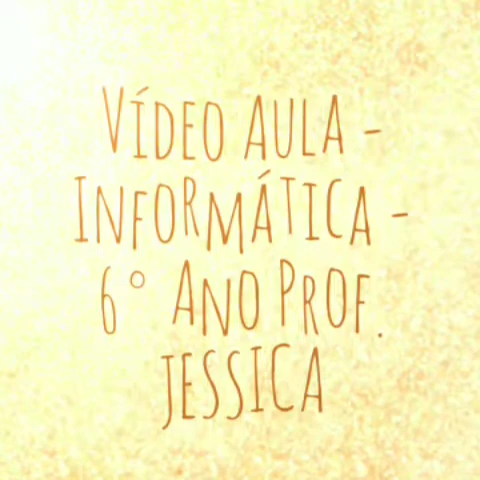 Vídeo Aula -
Informática -
6° Ano Prof.
JESSICA